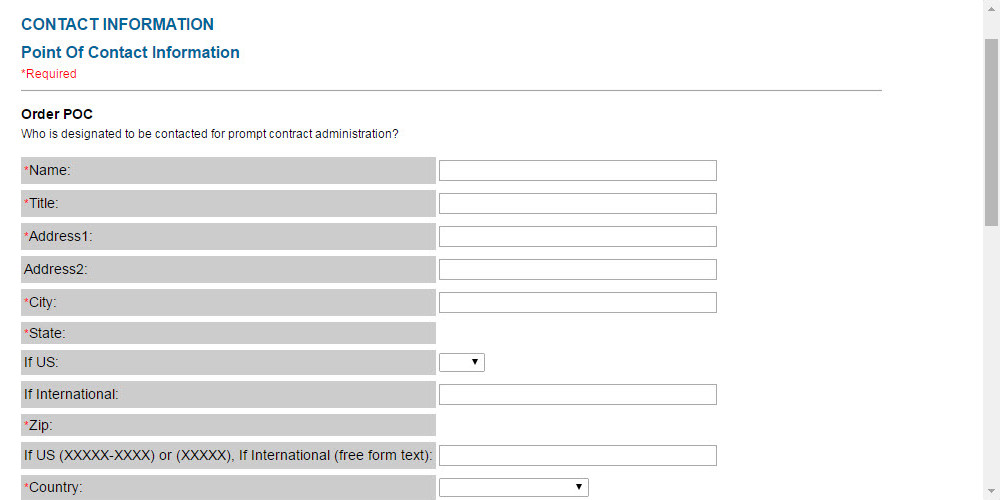 CONTACT INFORMATION
Point Of Contact Information
*Required
Order POC
Who is designated to be contacted for prompt contract administration?
*Name:
*Title:
*Address1:
Address2:
*City:
*State:
If US:
If International:
*Zip:
If US (XXXXX-XXXX) or (XXXXX), If International (free form text):
*Country: